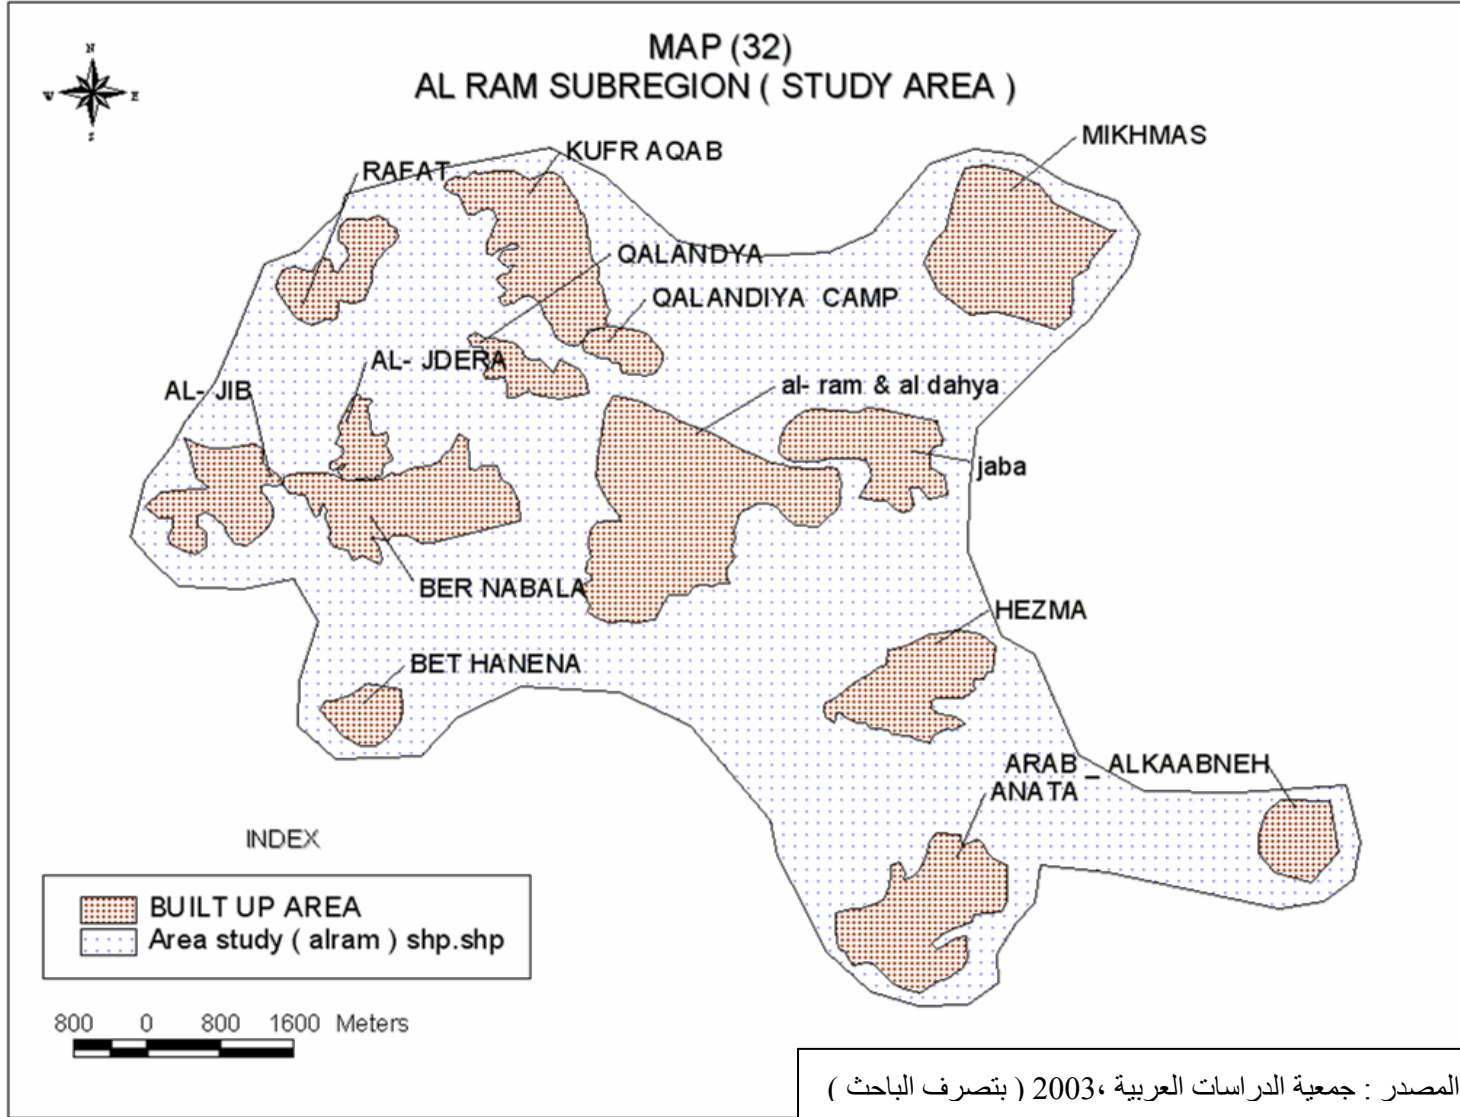 MAP (32)
AL RAM SUBREGION ( STUDY AREA )
N
W E
S
KUFR AQAB
MIKHMAS
RAFAT
QALANDYA
QALANDIYA CAMP
AL- JDERA
AL- JIB
al- ram & al dahya
jaba
BER NABALA
HEZMA
BET HANENA
ARAB _ ALKAABNEH
ANATA
INDEX
BUILT UP AREA
Area study ( alram ) shp.shp
800 0 800 1600 Meters
المصدر : جمعية الدراسات العربية ،2003 ( بتصرف الباحث )